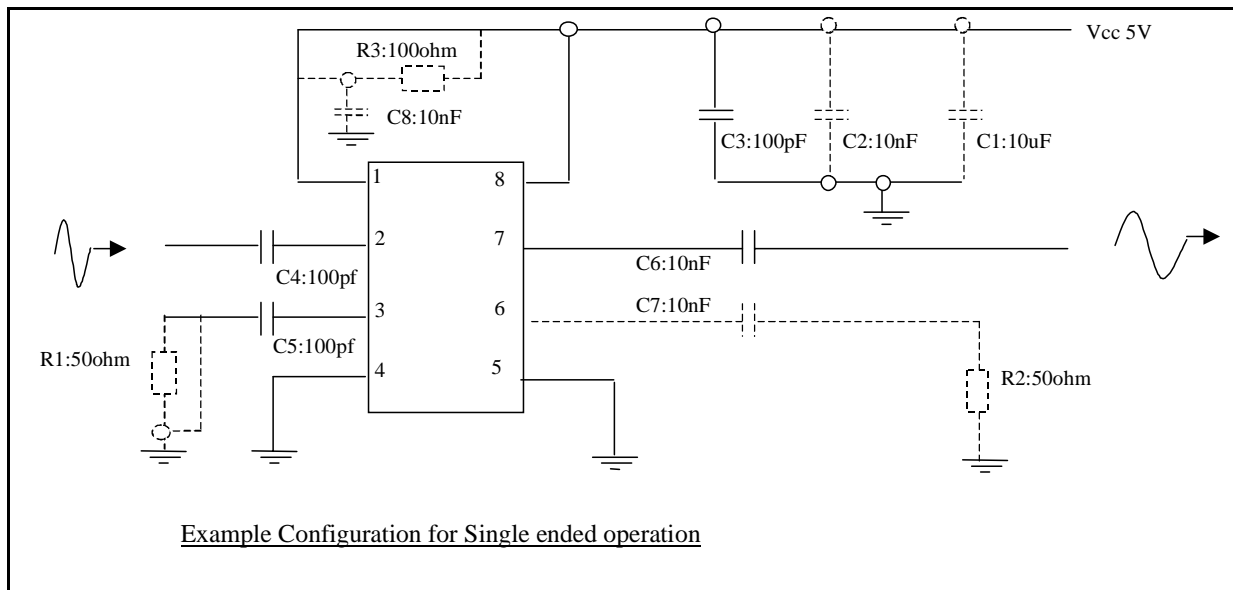 Vcc 5V
R3:100ohm
C8:10nF
C3:100pF
C2:10nF
C1:10uF
1
8
2
7
C4:100pf
C6:10nF
3
6
C7:10nF
C5:100pf
R1:50ohm
4
5
R2:50ohm
Example Configuration for Single ended operation